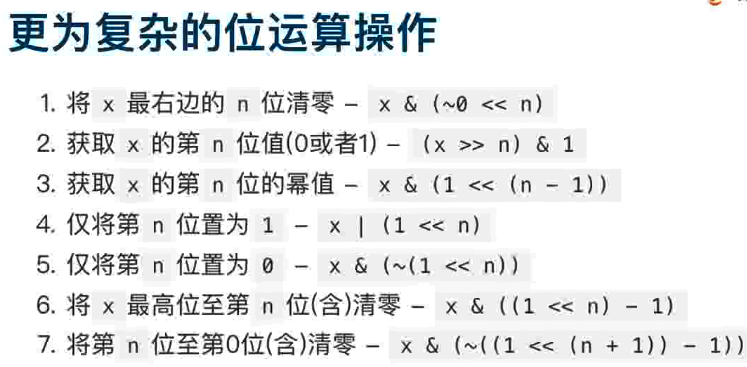 更为复杂的位运算操作
1. 将 x 最右边的 n 位清零 – x & (~0 << n)
2. 获取 x 的第 n 位值(0或者1) – (x >> n) & 1
3. 获取 x 的第 n 位的幂值 – x & (1 << (n - 1))
4. 仅将第 n 位置为 1 – x | (1 << n)
5. 仅将第 n 位置为 0 – x & (~(1 << n))
6. 将 x 最高位至第 n 位(含)清零 – x & ((1 << n) - 1)
7. 将第 n 位至第0位(含)清零 – x & (~((1 << (n + 1)) - 1))